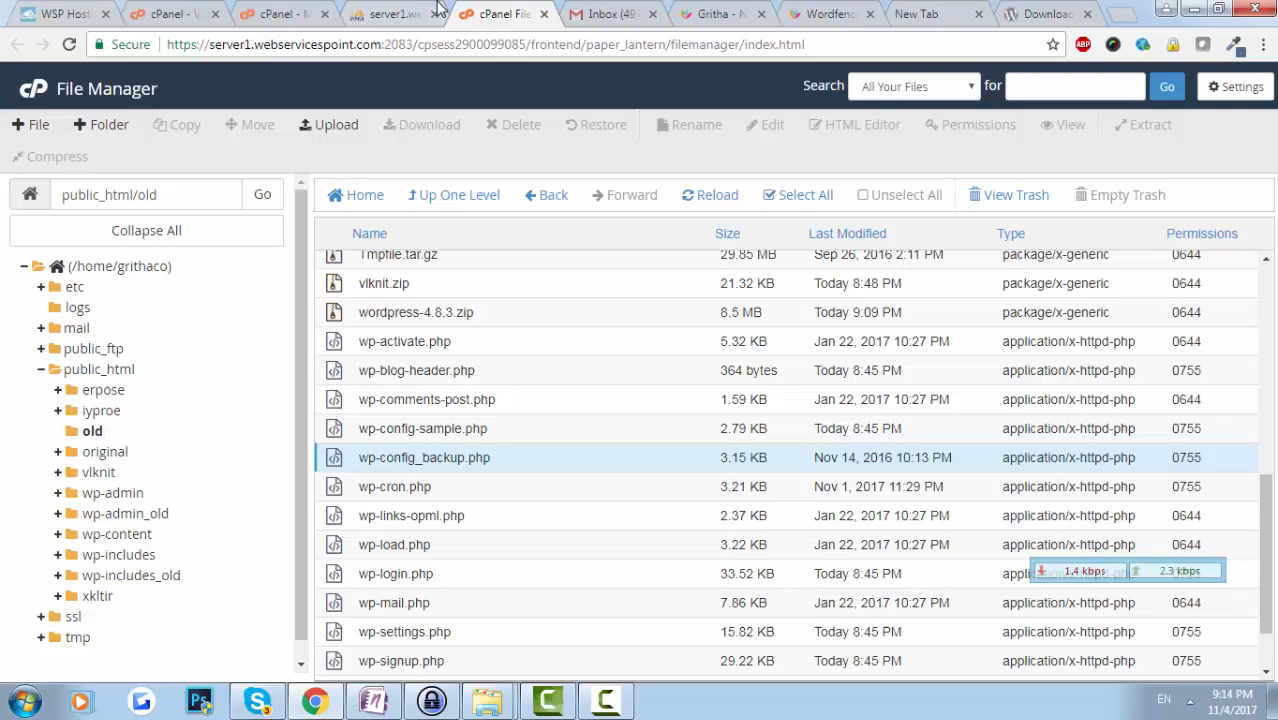 WSP Host
cPanel - V
cPanel - M
server1.we
cPanel File
Inbox (49
Gritha - N
Wordfenc
New Tab
Downloa
Secure https://server1.webservicespoint.com:2083/cpsess2900099085/frontend/paper_lantern/filemanager/index.html
ABP
cP File Manager
Search All Your Files for Go Settings
File Folder Copy Move Upload Download Delete Restore Rename Edit HTML Editor Permissions View Extract
Compress
public_html/old Go
Home Up One Level Back Forward Reload Select All Unselect All View Trash Empty Trash
Collapse All
(/home/grithaco)
etc
logs
mail
public_ftp
public_html
erpose
iyproe
old
original
vlknit
wp-admin
wp-admin_old
wp-content
wp-includes
wp-includes_old
xkltir
ssl
tmp
Name Size Last Modified Type Permissions
Tmpfile.tar.gz 29.85 MB Sep 26, 2016 2:11 PM package/x-generic 0644
vlknit.zip 21.32 KB Today 8:48 PM package/x-generic 0644
wordpress-4.8.3.zip 8.5 MB Today 9:09 PM package/x-generic 0644
wp-activate.php 5.32 KB Jan 22, 2017 10:27 PM application/x-httpd-php 0644
wp-blog-header.php 364 bytes Today 8:45 PM application/x-httpd-php 0755
wp-comments-post.php 1.59 KB Jan 22, 2017 10:27 PM application/x-httpd-php 0644
wp-config-sample.php 2.79 KB Today 8:45 PM application/x-httpd-php 0755
wp-config_backup.php 3.15 KB Nov 14, 2016 10:13 PM application/x-httpd-php 0755
wp-cron.php 3.21 KB Nov 1, 2017 11:29 PM application/x-httpd-php 0755
wp-links-opml.php 2.37 KB Jan 22, 2017 10:27 PM application/x-httpd-php 0644
wp-load.php 3.22 KB Jan 22, 2017 10:27 PM application/x-httpd-php 0644
wp-login.php 33.52 KB Today 8:45 PM application/x-httpd-php
1.4 kbps 2.3 kbps
wp-mail.php 7.86 KB Jan 22, 2017 10:27 PM application/x-httpd-php 0644
wp-settings.php 15.82 KB Today 8:45 PM application/x-httpd-php 0755
wp-signup.php 29.22 KB Today 8:45 PM application/x-httpd-php 0755
EN 9:14 PM
11/4/2017